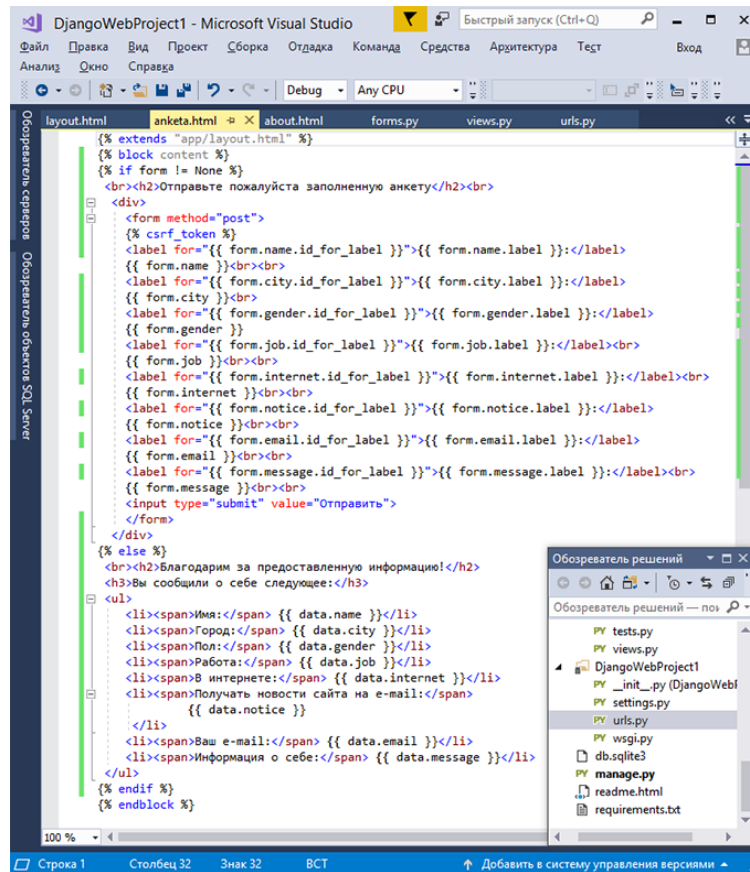 DjangoWebProject1 - Microsoft Visual Studio
Быстрый запуск (Ctrl+Q)
Файл Правка Вид Проект Сборка Отладка Команда Средства Архитектура Тест Вход
Анализ Окно Справка
Debug Any CPU
Обозреватель серверов
Обозреватель объектов SQL Server
layout.html anketa.html about.html forms.py views.py urls.py
{% extends "app/layout.html" %}
{% block content %}
{% if form != None %}
<br><h2>Отправьте пожалуйста заполненную анкету</h2><br>
<div>
<form method="post">
{% csrf_token %}
<label for="{{ form.name.id_for_label }}">{{ form.name.label }}:</label>
{{ form.name }}<br><br>
<label for="{{ form.city.id_for_label }}">{{ form.city.label }}:</label>
{{ form.city }}<br>
<label for="{{ form.gender.id_for_label }}">{{ form.gender.label }}:</label>
{{ form.gender }}
<label for="{{ form.job.id_for_label }}">{{ form.job.label }}:</label><br>
{{ form.job }}<br><br>
<label for="{{ form.internet.id_for_label }}">{{ form.internet.label }}:</label><br>
{{ form.internet }}<br><br>
<label for="{{ form.notice.id_for_label }}">{{ form.notice.label }}:</label>
{{ form.notice }}<br><br>
<label for="{{ form.email.id_for_label }}">{{ form.email.label }}:</label>
{{ form.email }}<br><br>
<label for="{{ form.message.id_for_label }}">{{ form.message.label }}:</label><br>
{{ form.message }}<br><br>
<input type="submit" value="Отправить">
</form>
</div>
{% else %}
<br><h2>Благодарим за предоставленную информацию!</h2>
<h3>Вы сообщили о себе следующее:</h3>
<ul>
<li><span>Имя:</span> {{ data.name }}</li>
<li><span>Город:</span> {{ data.city }}</li>
<li><span>Пол:</span> {{ data.gender }}</li>
<li><span>Работа:</span> {{ data.job }}</li>
<li><span>В интернете:</span> {{ data.internet }}</li>
<li><span>Получать новости сайта на e-mail:</span>
{{ data.notice }}
</li>
<li><span>Ваш e-mail:</span> {{ data.email }}</li>
<li><span>Информация о себе:</span> {{ data.message }}</li>
</ul>
{% endif %}
{% endblock %}
Обозреватель решений
Обозреватель решений — пои
PY tests.py
PY views.py
DjangoWebProject1
PY __init__.py (DjangoWebP
PY settings.py
PY urls.py
PY wsgi.py
db.sqlite3
PY manage.py
readme.html
requirements.txt
100 %
Строка 1 Столбец 32 Знак 32 ВСТ Добавить в систему управления версиями